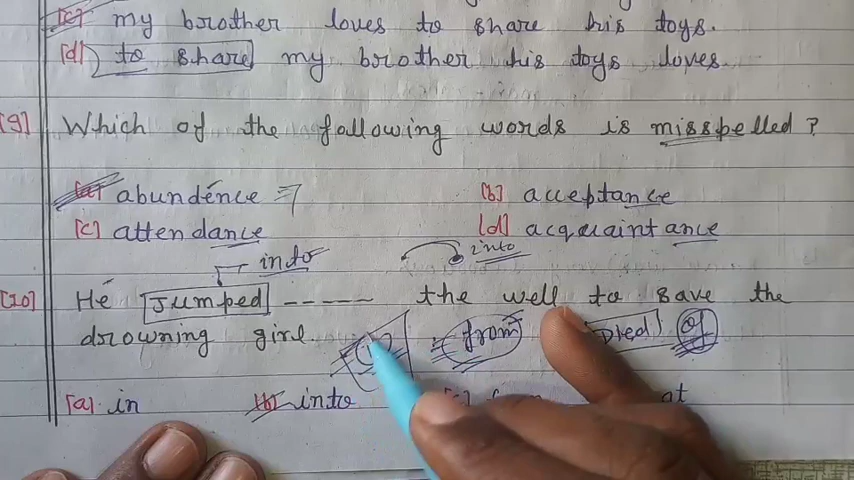 [c] my brother loves to share his toys.
[d] to share my brother his toys loves
[9] Which of the following words is misspelled ?
[a] abundence [b] acceptance
[c] attendance [d] acquaintance
into into
[10] He Jumped ----- the well to save the
drowning girl. from Died of
[a] in [b] into [c] at